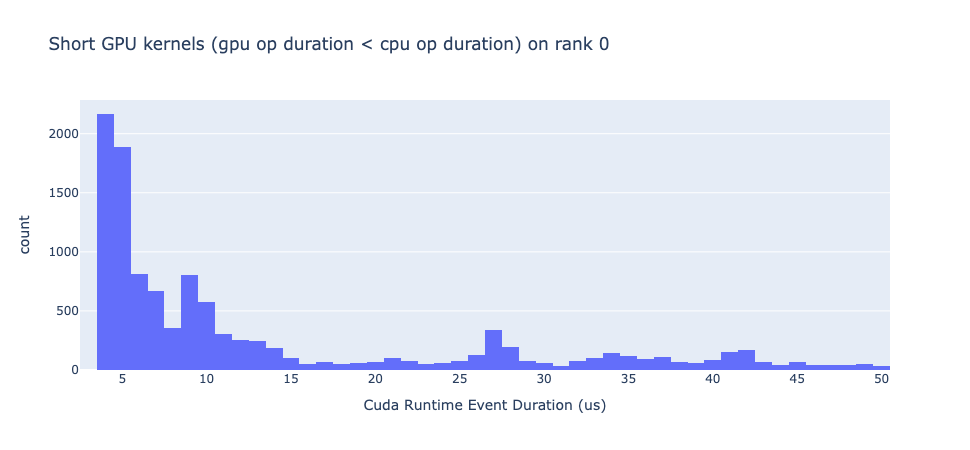 Short GPU kernels (gpu op duration < cpu op duration) on rank 0
2000
1500
1000
500
0
count
5 10 15 20 25 30 35 40 45 50
Cuda Runtime Event Duration (us)